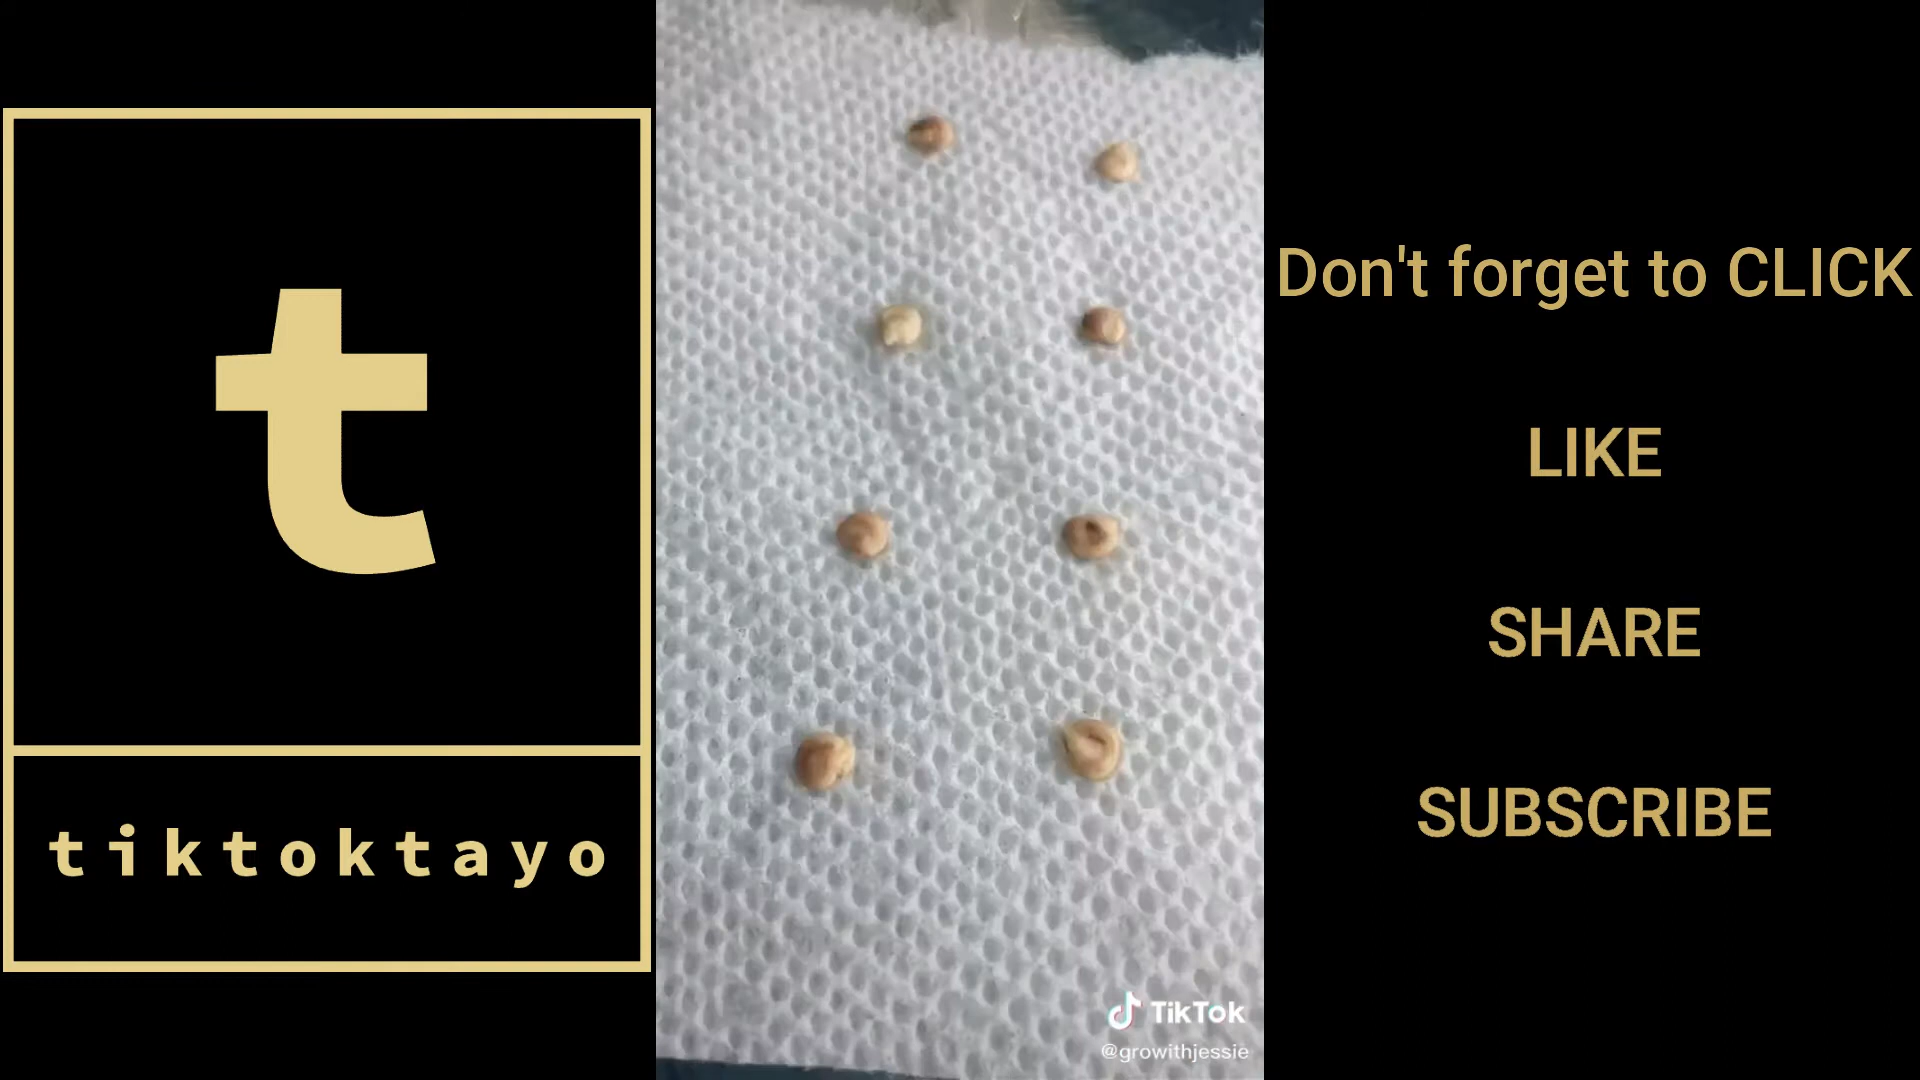 t
tiktoktayo
TikTok
@growithjessie
Don't forget to CLICK
LIKE
SHARE
SUBSCRIBE